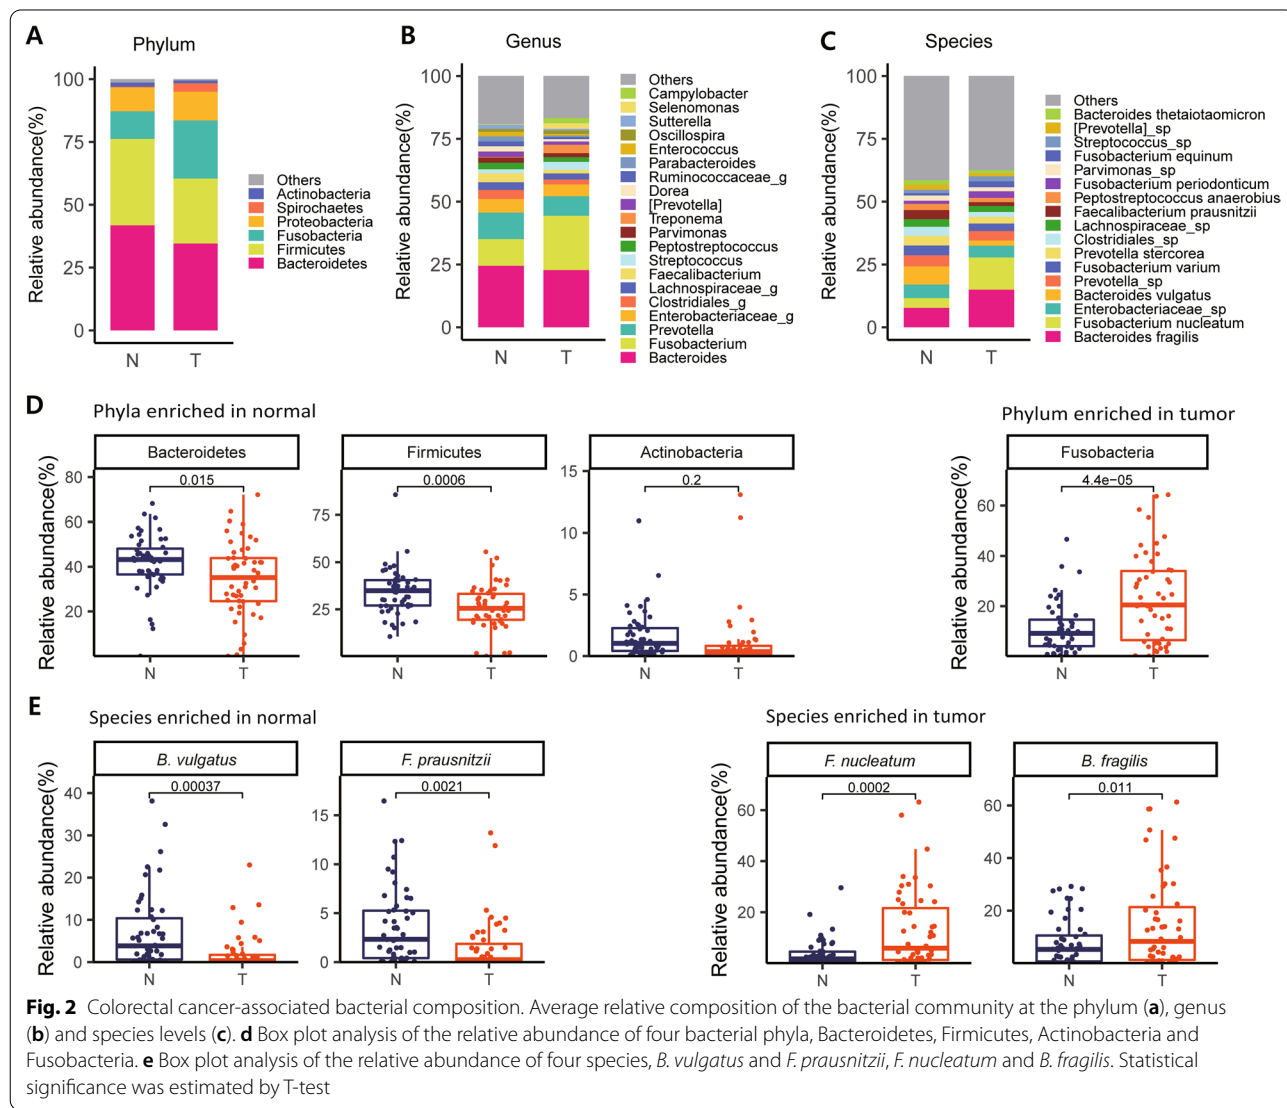 A
Phylum
Relative abundance(%)
100
75
50
25
0
N
T
Others
Actinobacteria
Spirochaetes
Proteobacteria
Fusobacteria
Firmicutes
Bacteroidetes
B
Genus
Relative abundance(%)
100
75
50
25
0
N
T
Others
Campylobacter
Selenomonas
Sutterella
Oscillospira
Enterococcus
Parabacteroides
Ruminococcaceae_g
Dorea
[Prevotella]
Treponema
Parvimonas
Peptostreptococcus
Streptococcus
Faecalibacterium
Lachnospiraceae_g
Clostridiales_g
Enterobacteriaceae_g
Prevotella
Fusobacterium
Bacteroides
C
Species
Relative abundance(%)
100
75
50
25
0
N
T
Others
Bacteroides thetaiotaomicron
[Prevotella]_sp
Streptococcus_sp
Fusobacterium equinum
Parvimonas_sp
Fusobacterium periodonticum
Peptostreptococcus anaerobius
Faecalibacterium prausnitzii
Lachnospiraceae_sp
Clostridiales_sp
Prevotella stercorea
Fusobacterium varium
Prevotella_sp
Bacteroides vulgatus
Enterobacteriaceae_sp
Fusobacterium nucleatum
Bacteroides fragilis
D
Phyla enriched in normal
Relative abundance(%)
Bacteroidetes
0.015
80
60
40
20
N
T
Firmicutes
0.0006
75
50
25
N
T
Actinobacteria
0.2
15
10
5
0
N
T
Phylum enriched in tumor
Relative abundance(%)
Fusobacteria
4.4e−05
60
40
20
N
T
E
Species enriched in normal
Relative abundance(%)
B. vulgatus
0.00037
40
30
20
10
0
N
T
F. prausnitzii
0.0021
15
10
5
0
N
T
Species enriched in tumor
Relative abundance(%)
F. nucleatum
0.0002
60
40
20
N
T
B. fragilis
0.011
60
40
20
N
T
Fig. 2 Colorectal cancer-associated bacterial composition. Average relative composition of the bacterial community at the phylum (a), genus
(b) and species levels (c). d Box plot analysis of the relative abundance of four bacterial phyla, Bacteroidetes, Firmicutes, Actinobacteria and
Fusobacteria. e Box plot analysis of the relative abundance of four species, B. vulgatus and F. prausnitzii, F. nucleatum and B. fragilis. Statistical
significance was estimated by T-test